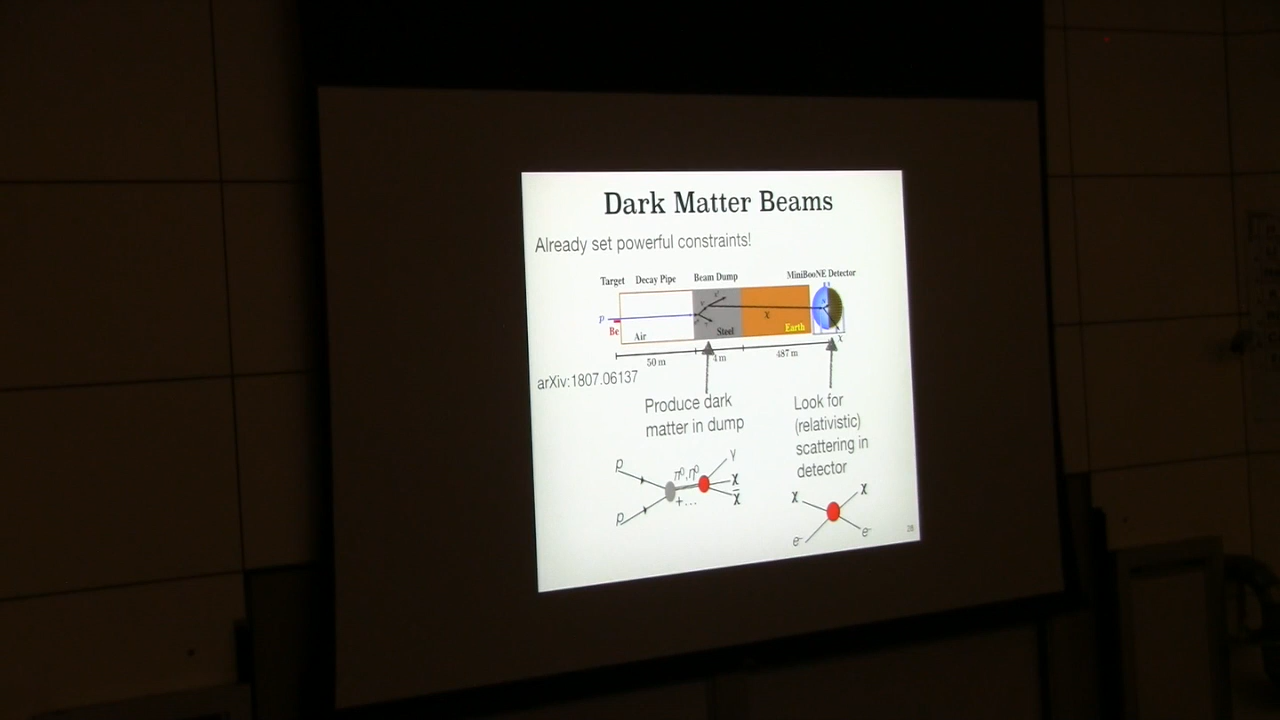 Dark Matter Beams
Already set powerful constraints!
Target Decay Pipe Beam Dump MiniBooNE Detector
p
Be
Air
Steel
χ
Earth
χ
50 m 4 m 487 m
arXiv:1807.06137
Produce dark
matter in dump
Look for
(relativistic)
scattering in
detector
p
π⁰,η⁰
+...
γ
χ
χ̄
p
χ χ
e⁻ e⁻
28